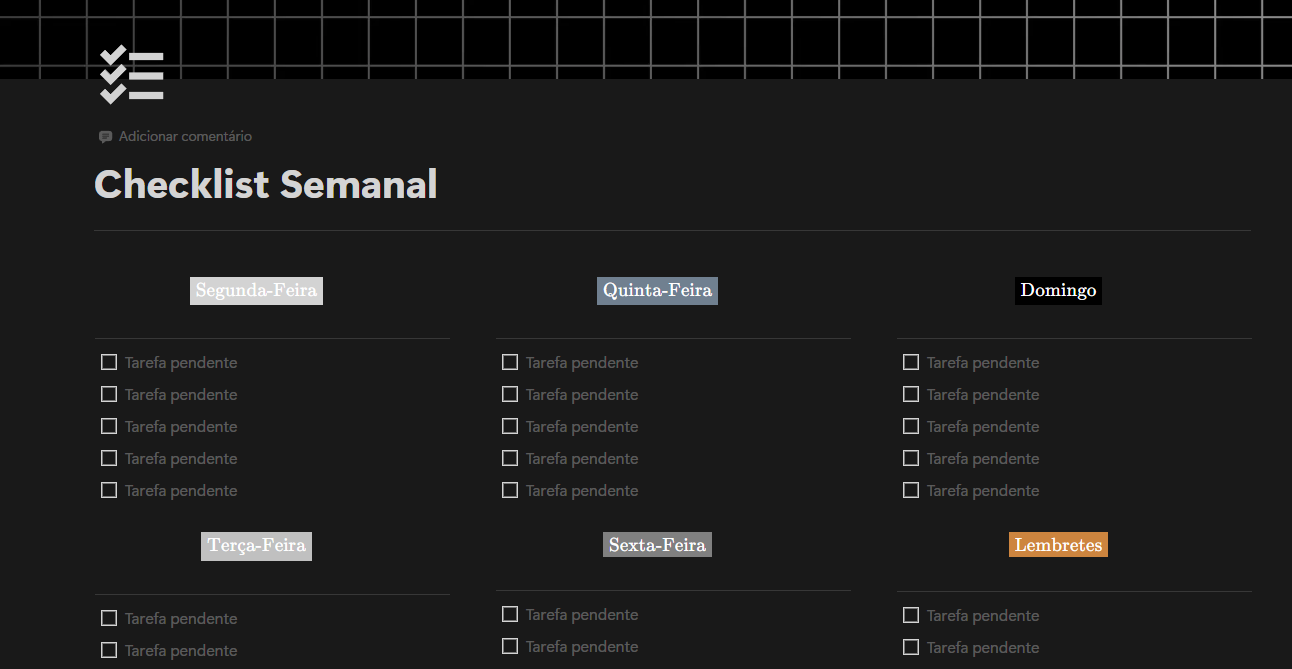 Adicionar comentário
Checklist Semanal
Segunda-Feira
Tarefa pendente
Tarefa pendente
Tarefa pendente
Tarefa pendente
Tarefa pendente
Terça-Feira
Tarefa pendente
Tarefa pendente
Quinta-Feira
Tarefa pendente
Tarefa pendente
Tarefa pendente
Tarefa pendente
Tarefa pendente
Sexta-Feira
Tarefa pendente
Tarefa pendente
Domingo
Tarefa pendente
Tarefa pendente
Tarefa pendente
Tarefa pendente
Tarefa pendente
Lembretes
Tarefa pendente
Tarefa pendente